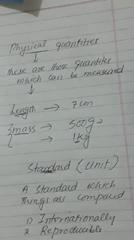 Physical quantities
↓
these are those quantities
which can be measured
↓
Length → 7cm
mass → 500g
→ 1kg
Standard (Unit)
A Standard which
things are compared
1) Internationally
2 Reproducible